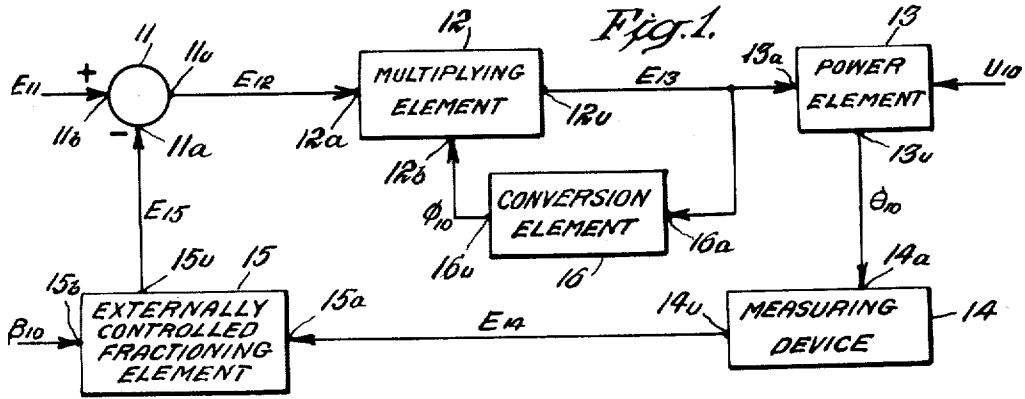 Fig.1.
11
+
E11
11u
11b
-
11a
E12
12
12a
MULTIPLYING
ELEMENT
12u
12b
E13
13
13a
POWER
ELEMENT
U10
13u
ϕ10
CONVERSION
ELEMENT
16u
16
16a
θ̇10
E15
15u
15
15b
β10
EXTERNALLY
CONTROLLED
FRACTIONING
ELEMENT
15a
E14
14u
14a
MEASURING
DEVICE
14